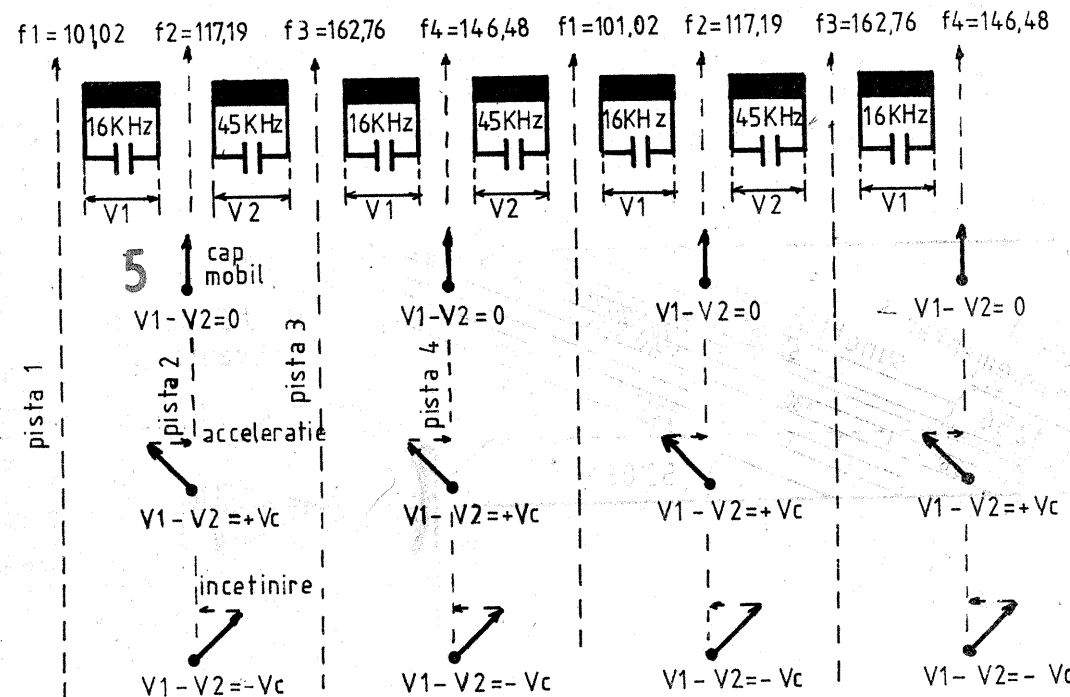 f1=101,02 f2=117,19 f3=162,76 f4=146,48 f1=101,02 f2=117,19 f3=162,76 f4=146,48
16KHz 45KHz 16KHz 45KHz 16KHz 45KHz 16KHz
V1 V2 V1 V2 V1 V2 V1
5
cap
mobil
V1-V2=0 V1-V2=0 V1-V2=0 V1-V2=0
pista 1
pista 2
pista 3
pista 4
acceleratie
V1-V2=+Vc V1-V2=+Vc V1-V2=+Vc V1-V2=+Vc
incetinire
V1-V2=-Vc V1-V2=-Vc V1-V2=-Vc V1-V2=-Vc